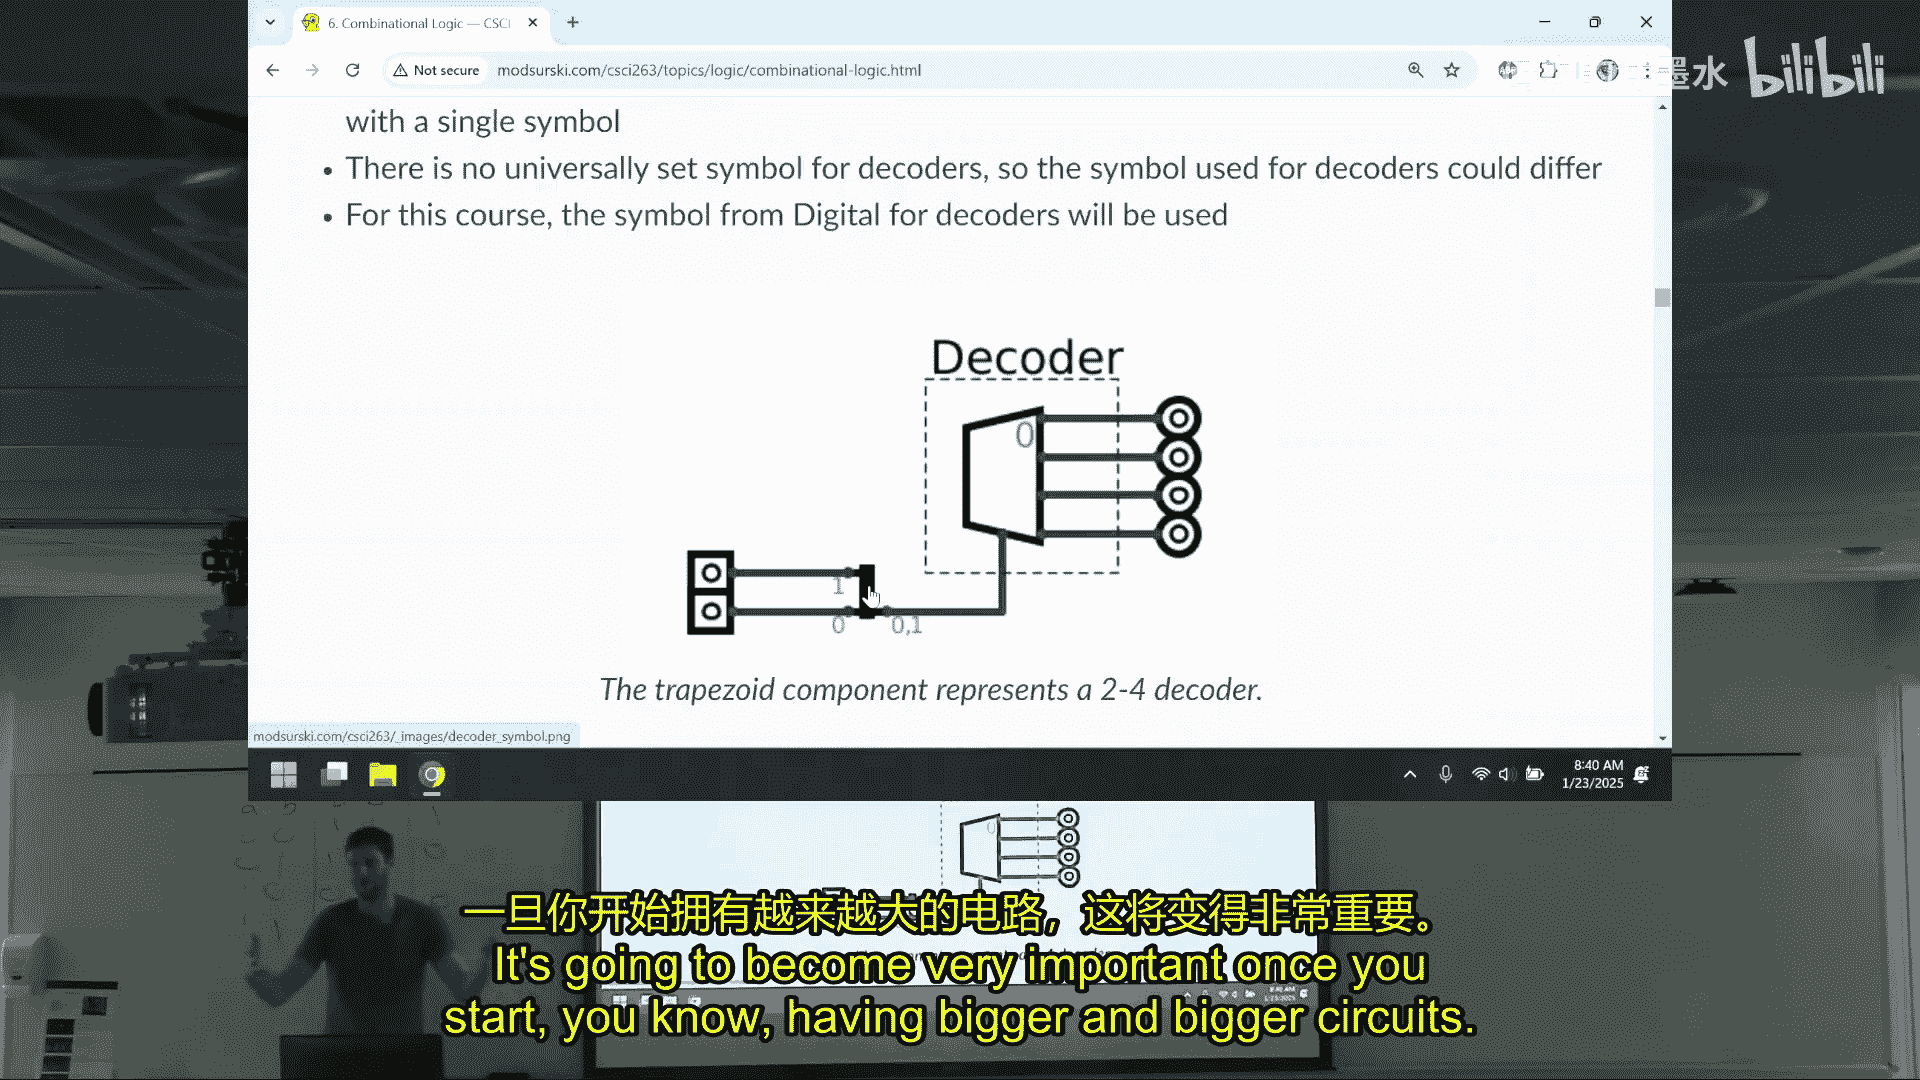 6. Combinational Logic — CSCI
Not secure
modsurski.com/csci263/topics/logic/combinational-logic.html
墨水 bilibili
with a single symbol
• There is no universally set symbol for decoders, so the symbol used for decoders could differ
• For this course, the symbol from Digital for decoders will be used
Decoder
0
1
0
0,1
The trapezoid component represents a 2-4 decoder.
modsurski.com/csci263/_images/decoder_symbol.png
8:40 AM
1/23/2025
0
一旦你开始拥有越来越大的电路，这将变得非常重要。
It's going to become very important once you
start, you know, having bigger and bigger circuits.